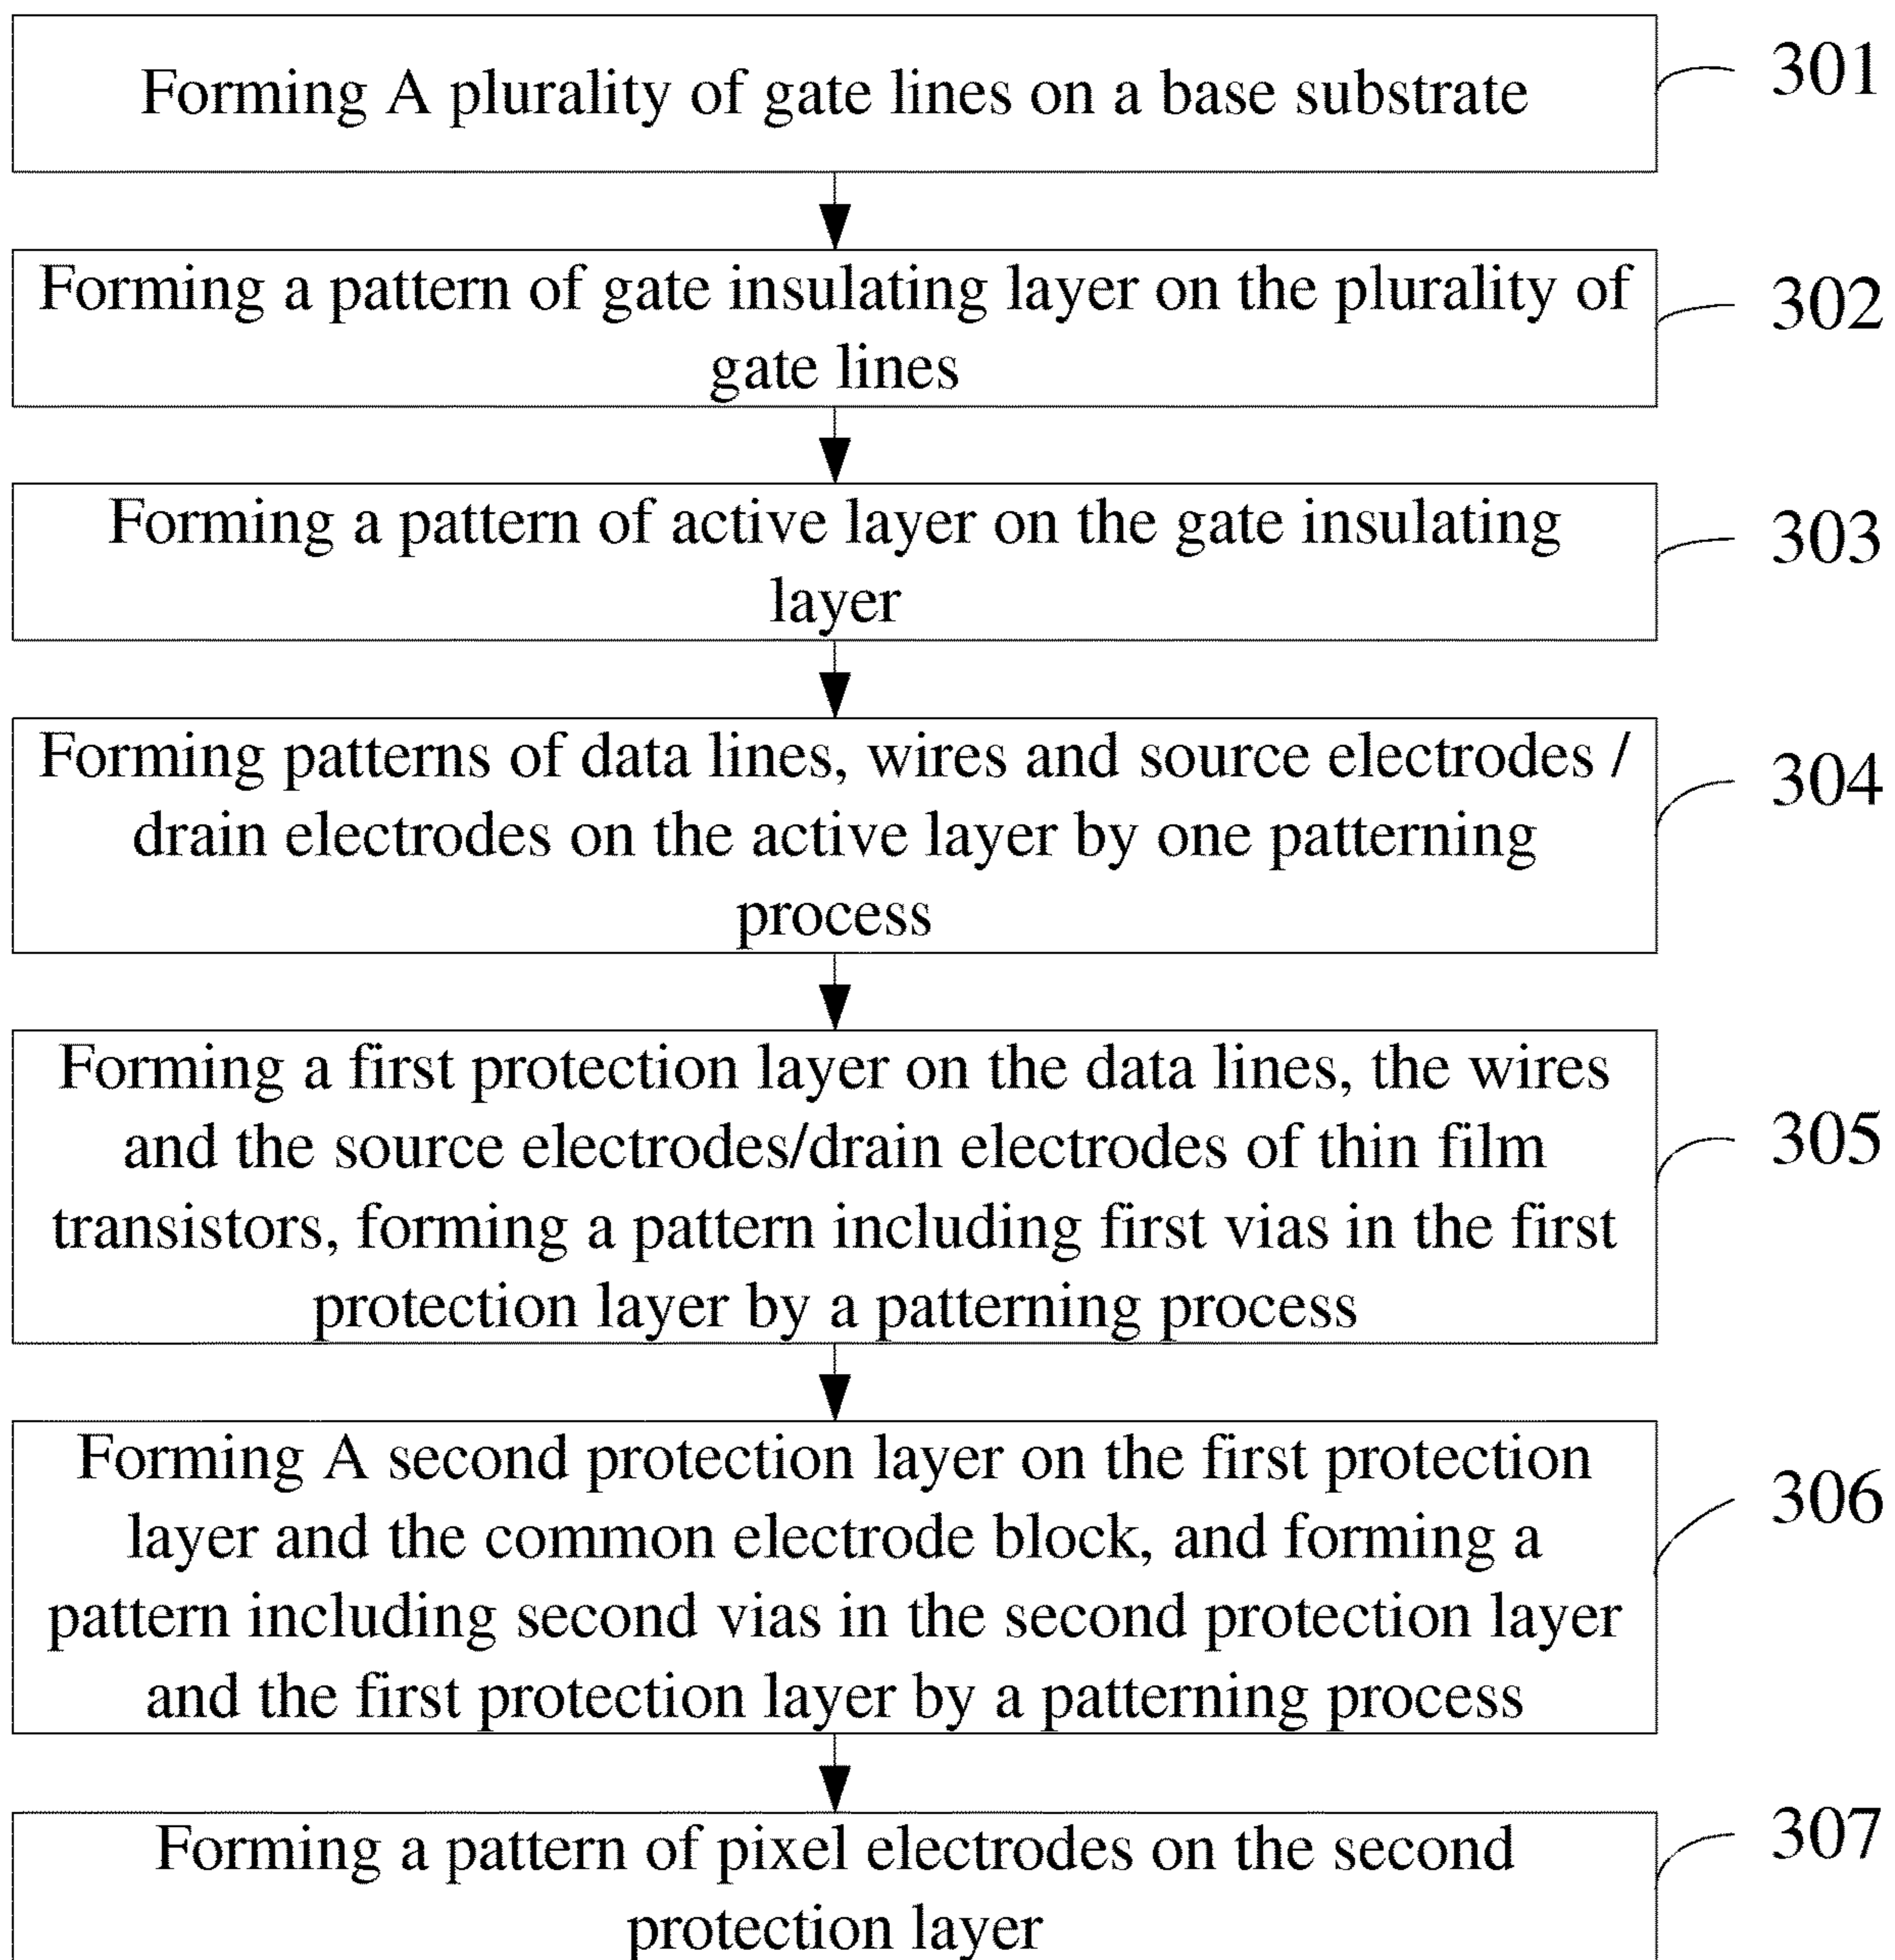 Forming A plurality of gate lines on a base substrate
301
Forming a pattern of gate insulating layer on the plurality of
gate lines
302
Forming a pattern of active layer on the gate insulating
layer
303
Forming patterns of data lines, wires and source electrodes /
drain electrodes on the active layer by one patterning
process
304
Forming a first protection layer on the data lines, the wires
and the source electrodes/drain electrodes of thin film
transistors, forming a pattern including first vias in the first
protection layer by a patterning process
305
Forming A second protection layer on the first protection
layer and the common electrode block, and forming a
pattern including second vias in the second protection layer
and the first protection layer by a patterning process
306
Forming a pattern of pixel electrodes on the second
protection layer
307